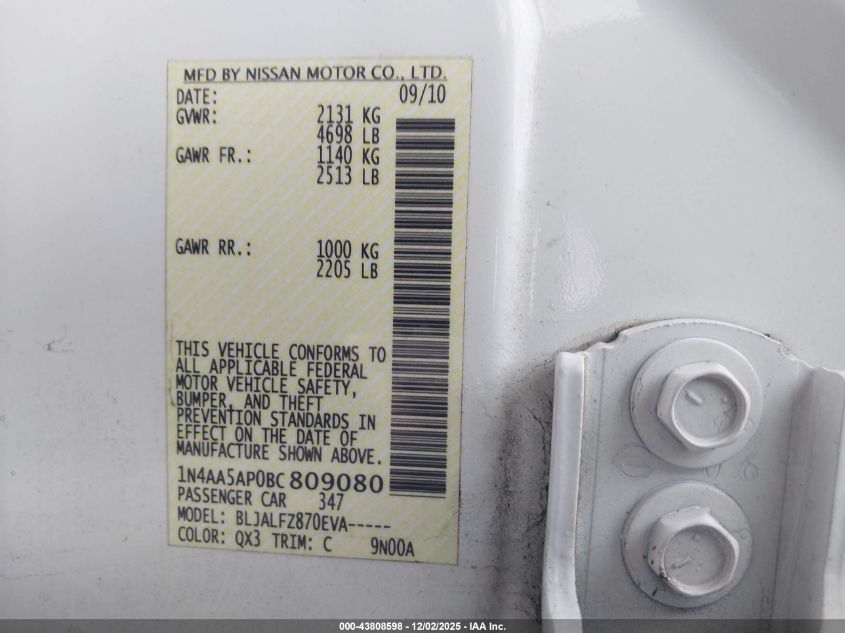 MFD BY NISSAN MOTOR CO., LTD.
DATE: 09/10
GVWR: 2131 KG
4698 LB
GAWR FR.: 1140 KG
2513 LB
GAWR RR.: 1000 KG
2205 LB
THIS VEHICLE CONFORMS TO
ALL APPLICABLE FEDERAL
MOTOR VEHICLE SAFETY,
BUMPER, AND THEFT
PREVENTION STANDARDS IN
EFFECT ON THE DATE OF
MANUFACTURE SHOWN ABOVE.
1N4AA5AP0BC809080
PASSENGER CAR 347
MODEL: BLJALFZ870EVA-----
COLOR: QX3 TRIM: C 9N00A
000-43808598 - 12/02/2025 - IAA Inc.